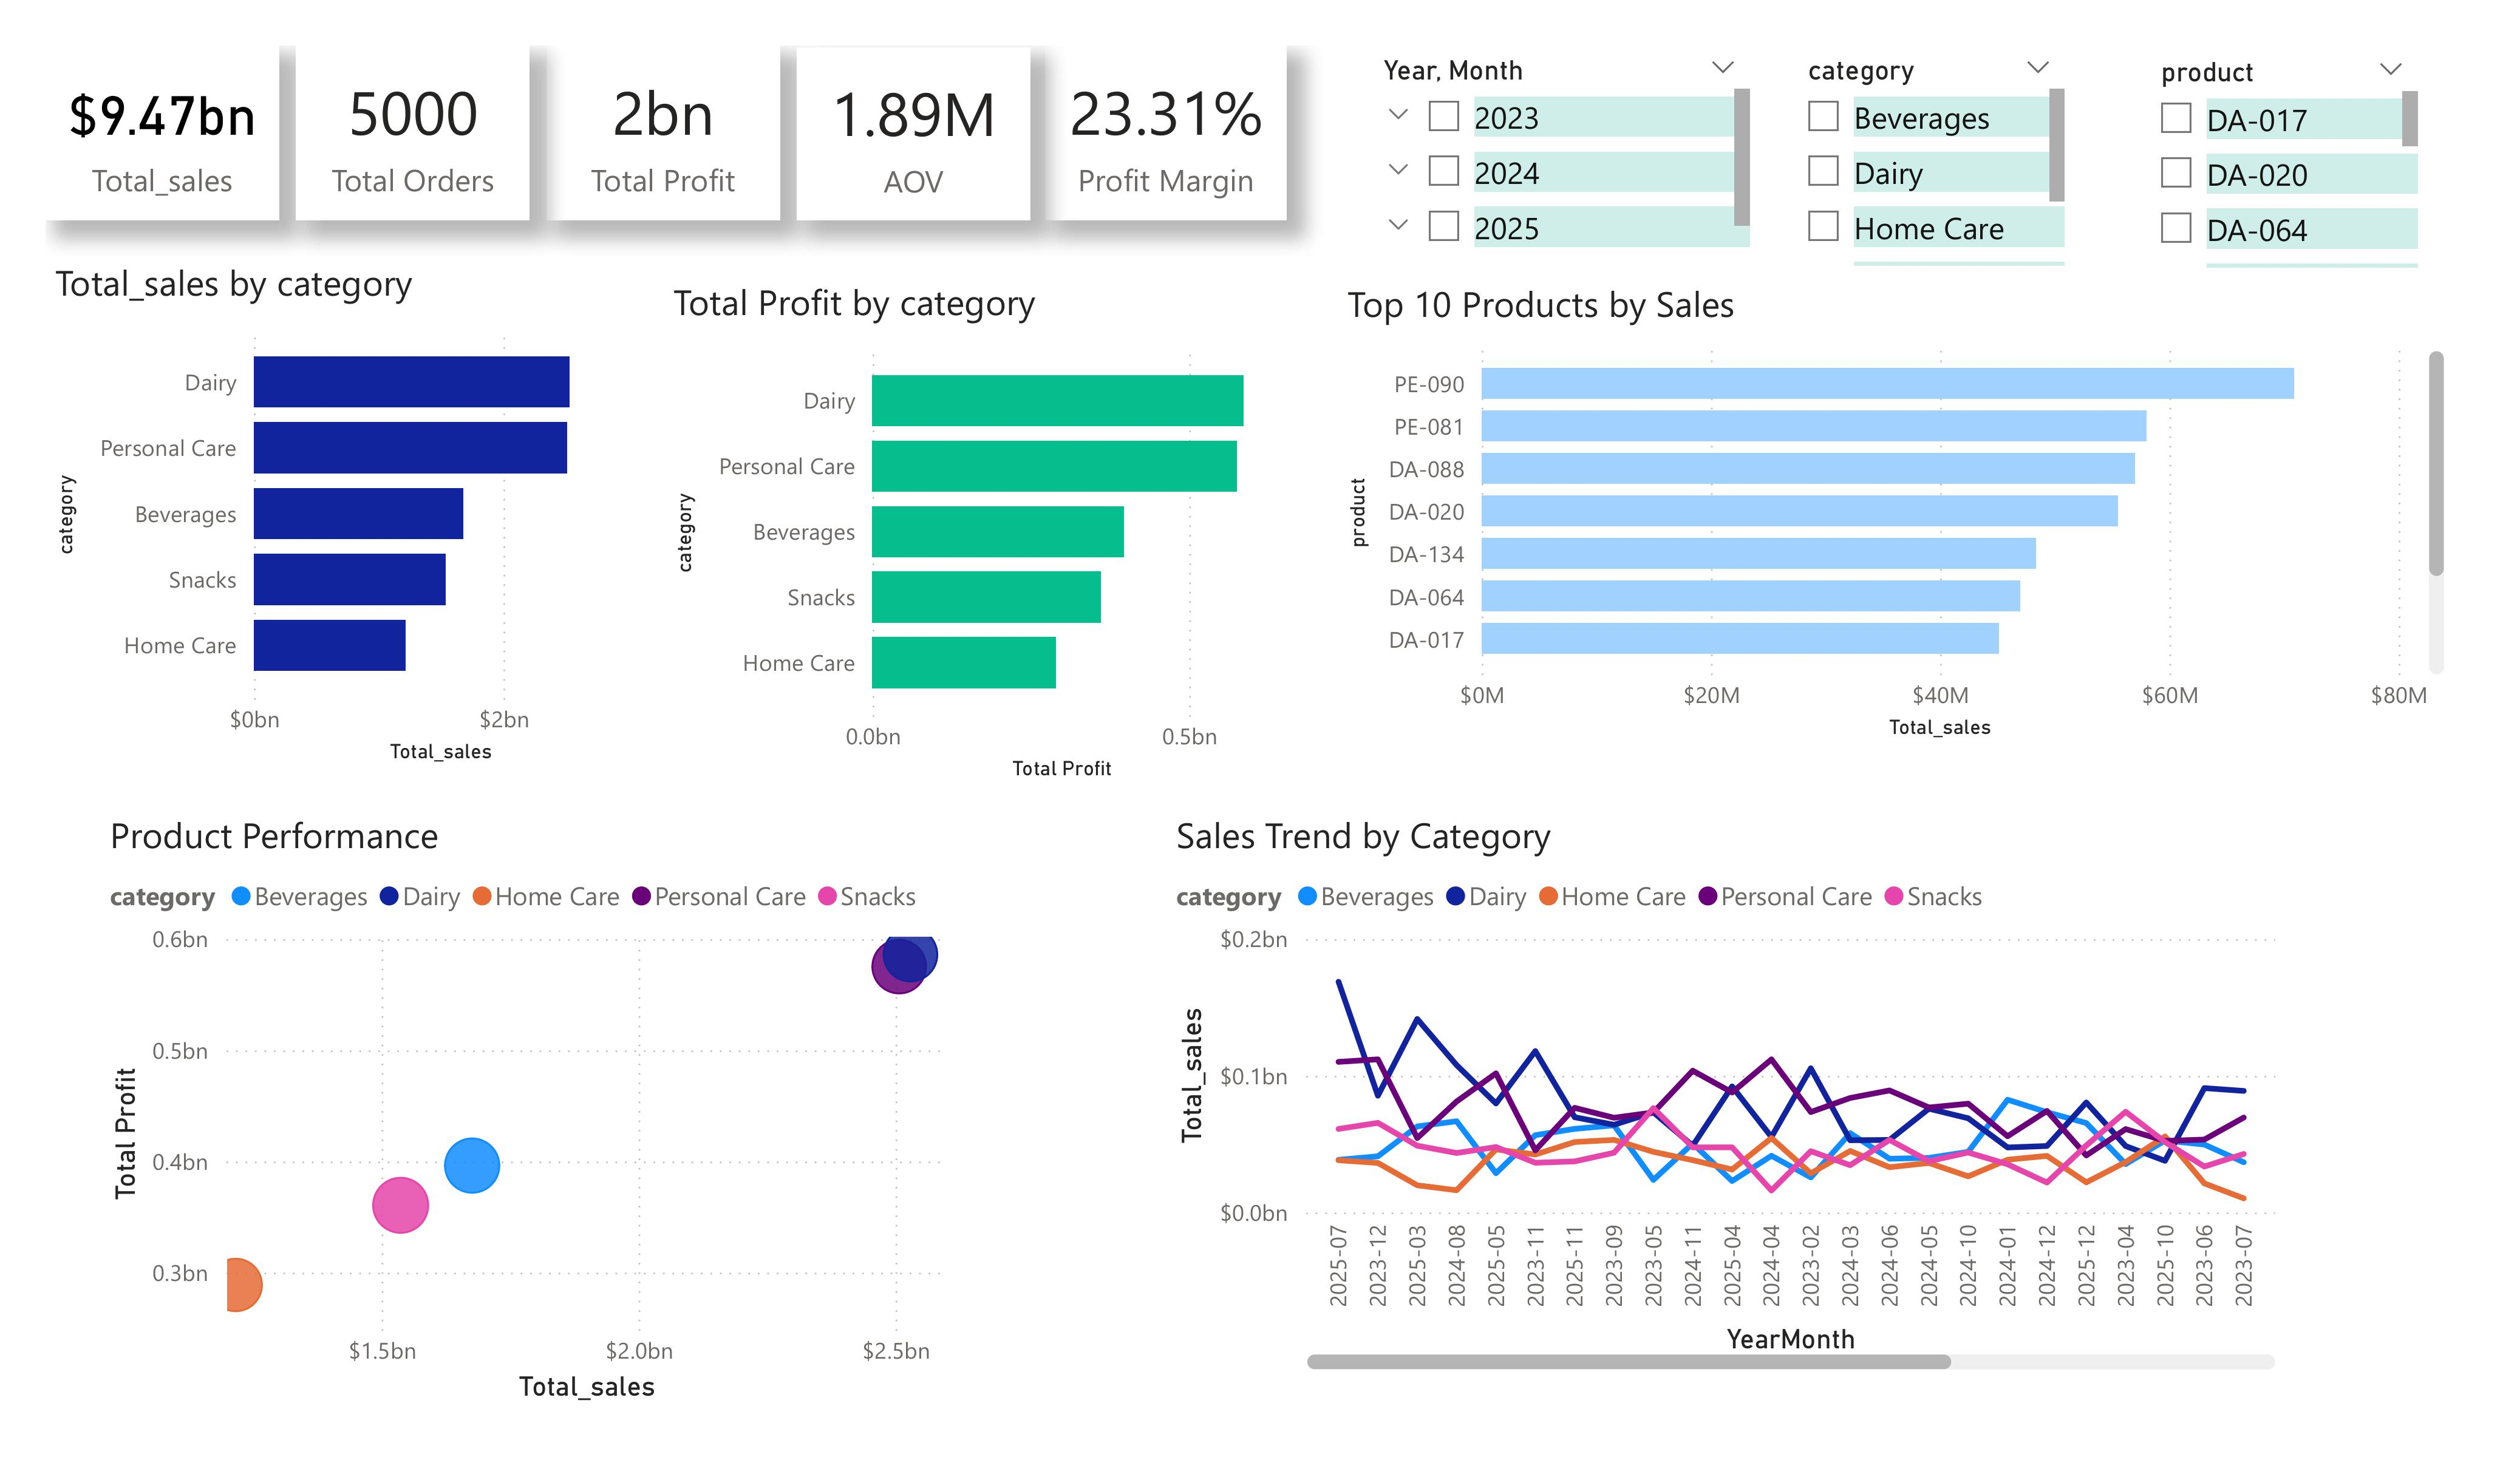 $9.47bn
Total_sales
5000
Total Orders
2bn
Total Profit
1.89M
AOV
23.31%
Profit Margin
Year, Month
2023
2024
2025
category
Beverages
Dairy
Home Care
product
DA-017
DA-020
DA-064
Total_sales by category
category
Dairy
Personal Care
Beverages
Snacks
Home Care
$0bn $2bn
Total_sales
Total Profit by category
category
Dairy
Personal Care
Beverages
Snacks
Home Care
0.0bn 0.5bn
Total Profit
Top 10 Products by Sales
product
PE-090
PE-081
DA-088
DA-020
DA-134
DA-064
DA-017
$0M $20M $40M $60M $80M
Total_sales
Product Performance
category Beverages Dairy Home Care Personal Care Snacks
Total Profit
0.6bn
0.5bn
0.4bn
0.3bn
$1.5bn $2.0bn $2.5bn
Total_sales
Sales Trend by Category
category Beverages Dairy Home Care Personal Care Snacks
Total_sales
$0.2bn
$0.1bn
$0.0bn
2025-07
2023-12
2025-03
2024-08
2025-05
2023-11
2025-11
2023-09
2023-05
2024-11
2025-04
2024-04
2023-02
2024-03
2024-06
2024-05
2024-10
2024-01
2024-12
2025-12
2023-04
2025-10
2023-06
2023-07
YearMonth